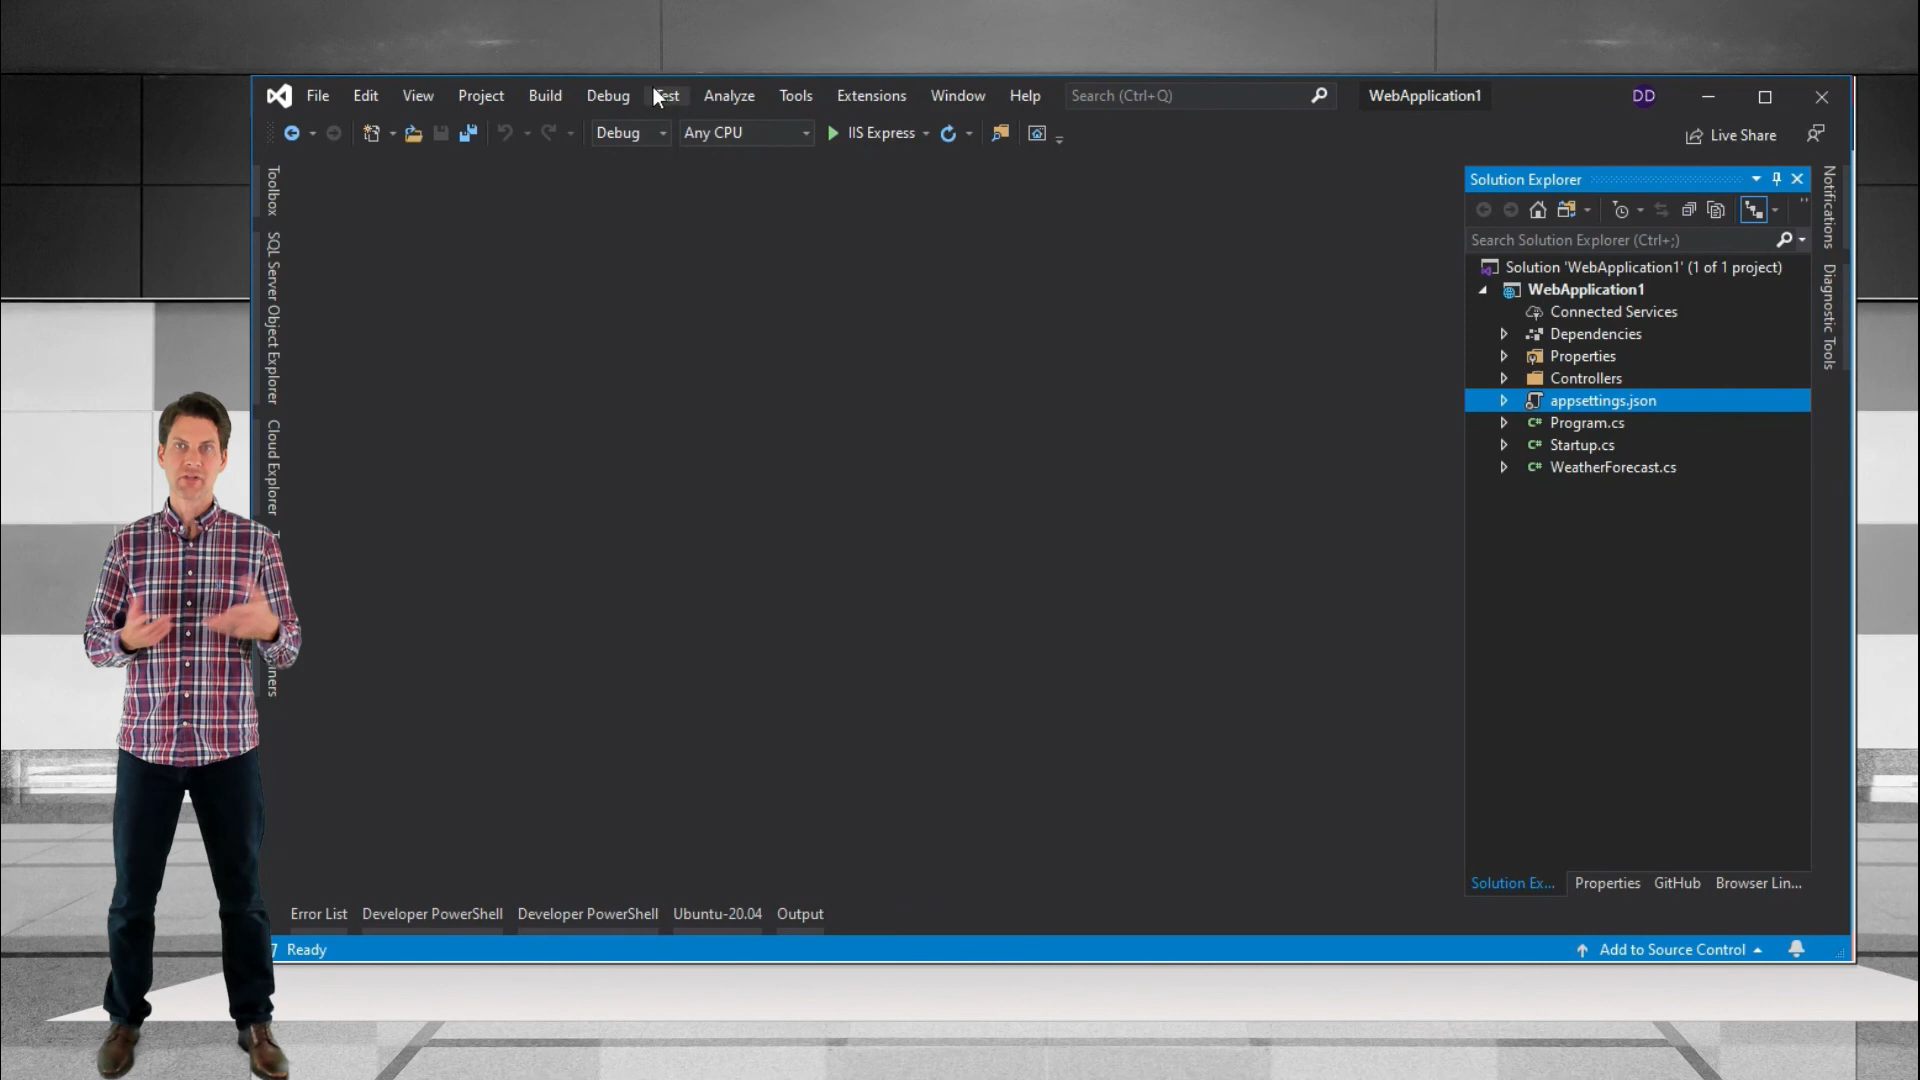 File Edit View Project Build Debug Test Analyze Tools Extensions Window Help Search (Ctrl+Q) WebApplication1 DD
Debug Any CPU IIS Express Live Share
Toolbox
SQL Server Object Explorer
Cloud Explorer
Solution Explorer
Search Solution Explorer (Ctrl+;)
Solution 'WebApplication1' (1 of 1 project)
WebApplication1
Connected Services
Dependencies
Properties
Controllers
appsettings.json
C# Program.cs
C# Startup.cs
C# WeatherForecast.cs
Notifications
Diagnostic Tools
Solution Ex... Properties GitHub Browser Lin...
Error List Developer PowerShell Developer PowerShell Ubuntu-20.04 Output
Ready Add to Source Control